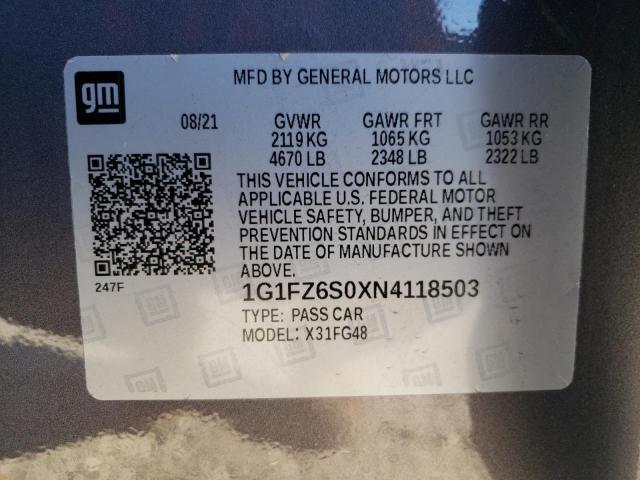 gm
MFD BY GENERAL MOTORS LLC
08/21 GVWR GAWR FRT GAWR RR
2119 KG 1065 KG 1053 KG
4670 LB 2348 LB 2322 LB
THIS VEHICLE CONFORMS TO ALL
APPLICABLE U.S. FEDERAL MOTOR
VEHICLE SAFETY, BUMPER, AND THEFT
PREVENTION STANDARDS IN EFFECT ON
THE DATE OF MANUFACTURE SHOWN
ABOVE.
247F
1G1FZ6S0XN4118503
TYPE: PASS CAR
MODEL: X31FG48